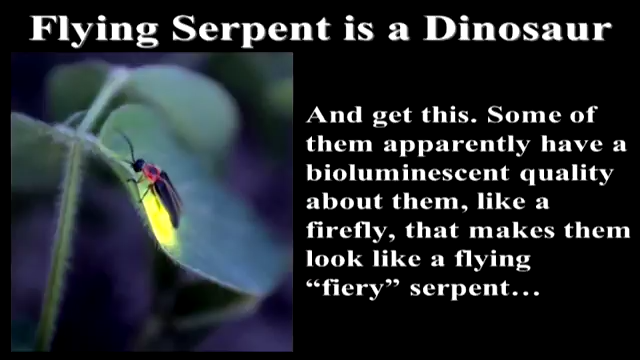 Flying Serpent is a Dinosaur
And get this. Some of
them apparently have a
bioluminescent quality
about them, like a
firefly, that makes them
look like a flying
“fiery” serpent…